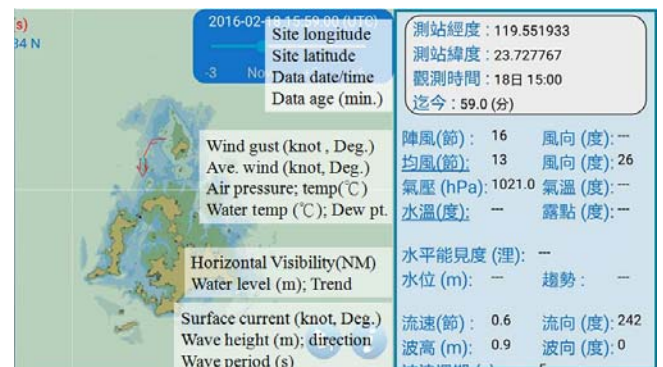 s)
34 N
2016-02-18 15:59:00 (UTC)
-3 No
Site longitude
Site latitude
Data date/time
Data age (min.)
Wind gust (knot , Deg.)
Ave. wind (knot, Deg.)
Air pressure; temp(℃)
Water temp (℃); Dew pt.
Horizontal Visibility(NM)
Water level (m); Trend
Surface current (knot, Deg.)
Wave height (m); direction
Wave period (s)
測站經度 : 119.551933
測站緯度 : 23.727767
觀測時間 : 18日 15:00
迄今 : 59.0 (分)
陣風(節) : 16 風向 (度): ---
均風(節): 13 風向 (度): 26
氣壓 (hPa): 1021.0 氣溫 (度): ---
水溫(度): --- 露點 (度): ---
水平能見度 (浬): ---
水位 (m): --- 趨勢 : ---
流速(節) : 0.6 流向 (度): 242
波高 (m): 0.9 波向 (度): 0